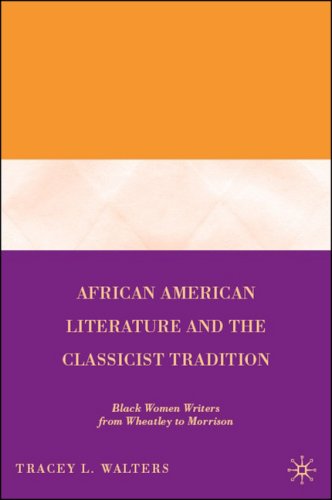 AFRICAN AMERICAN
LITERATURE AND THE
CLASSICIST TRADITION
Black Women Writers
from Wheatley to Morrison
TRACEY L. WALTERS